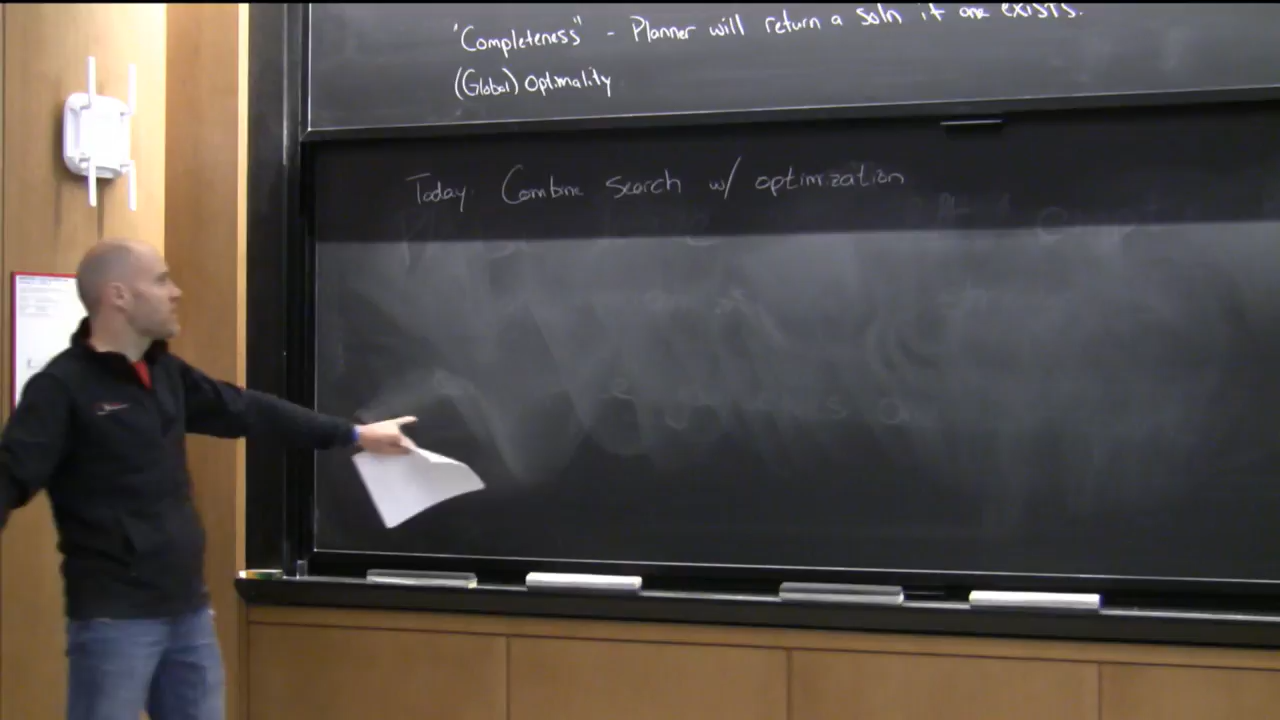 "Completeness" - Planner will return a soln if one exists.
(Global) Optimality
Today: Combine search w/ optimization